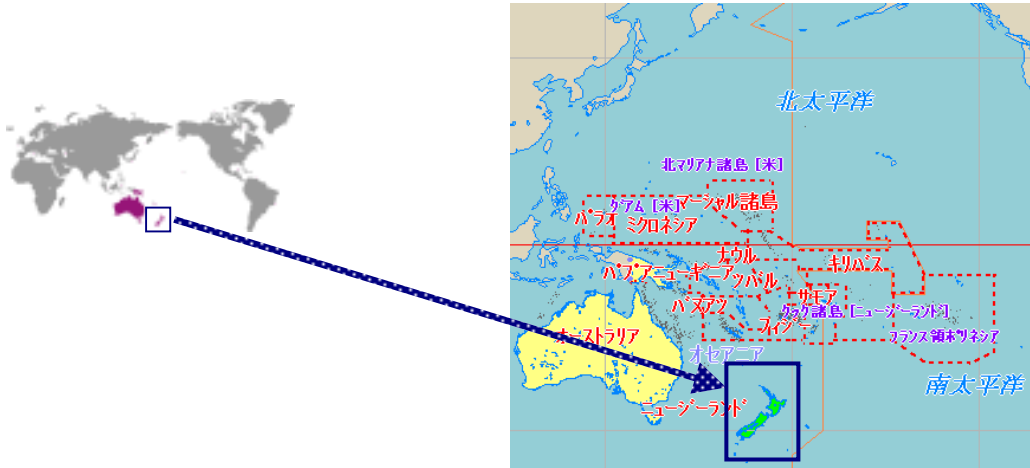 北太平洋
北マリアナ諸島 [米]
グアム [米]
マーシャル諸島
パラオ
ミクロネシア
ナウル
キリバス
パプアニューギニア
ツバル
サモア
バヌアツ
クック諸島 [ニュージーランド]
フィジー
オーストラリア
フランス領ポリネシア
オセアニア
南太平洋
ニュージーランド